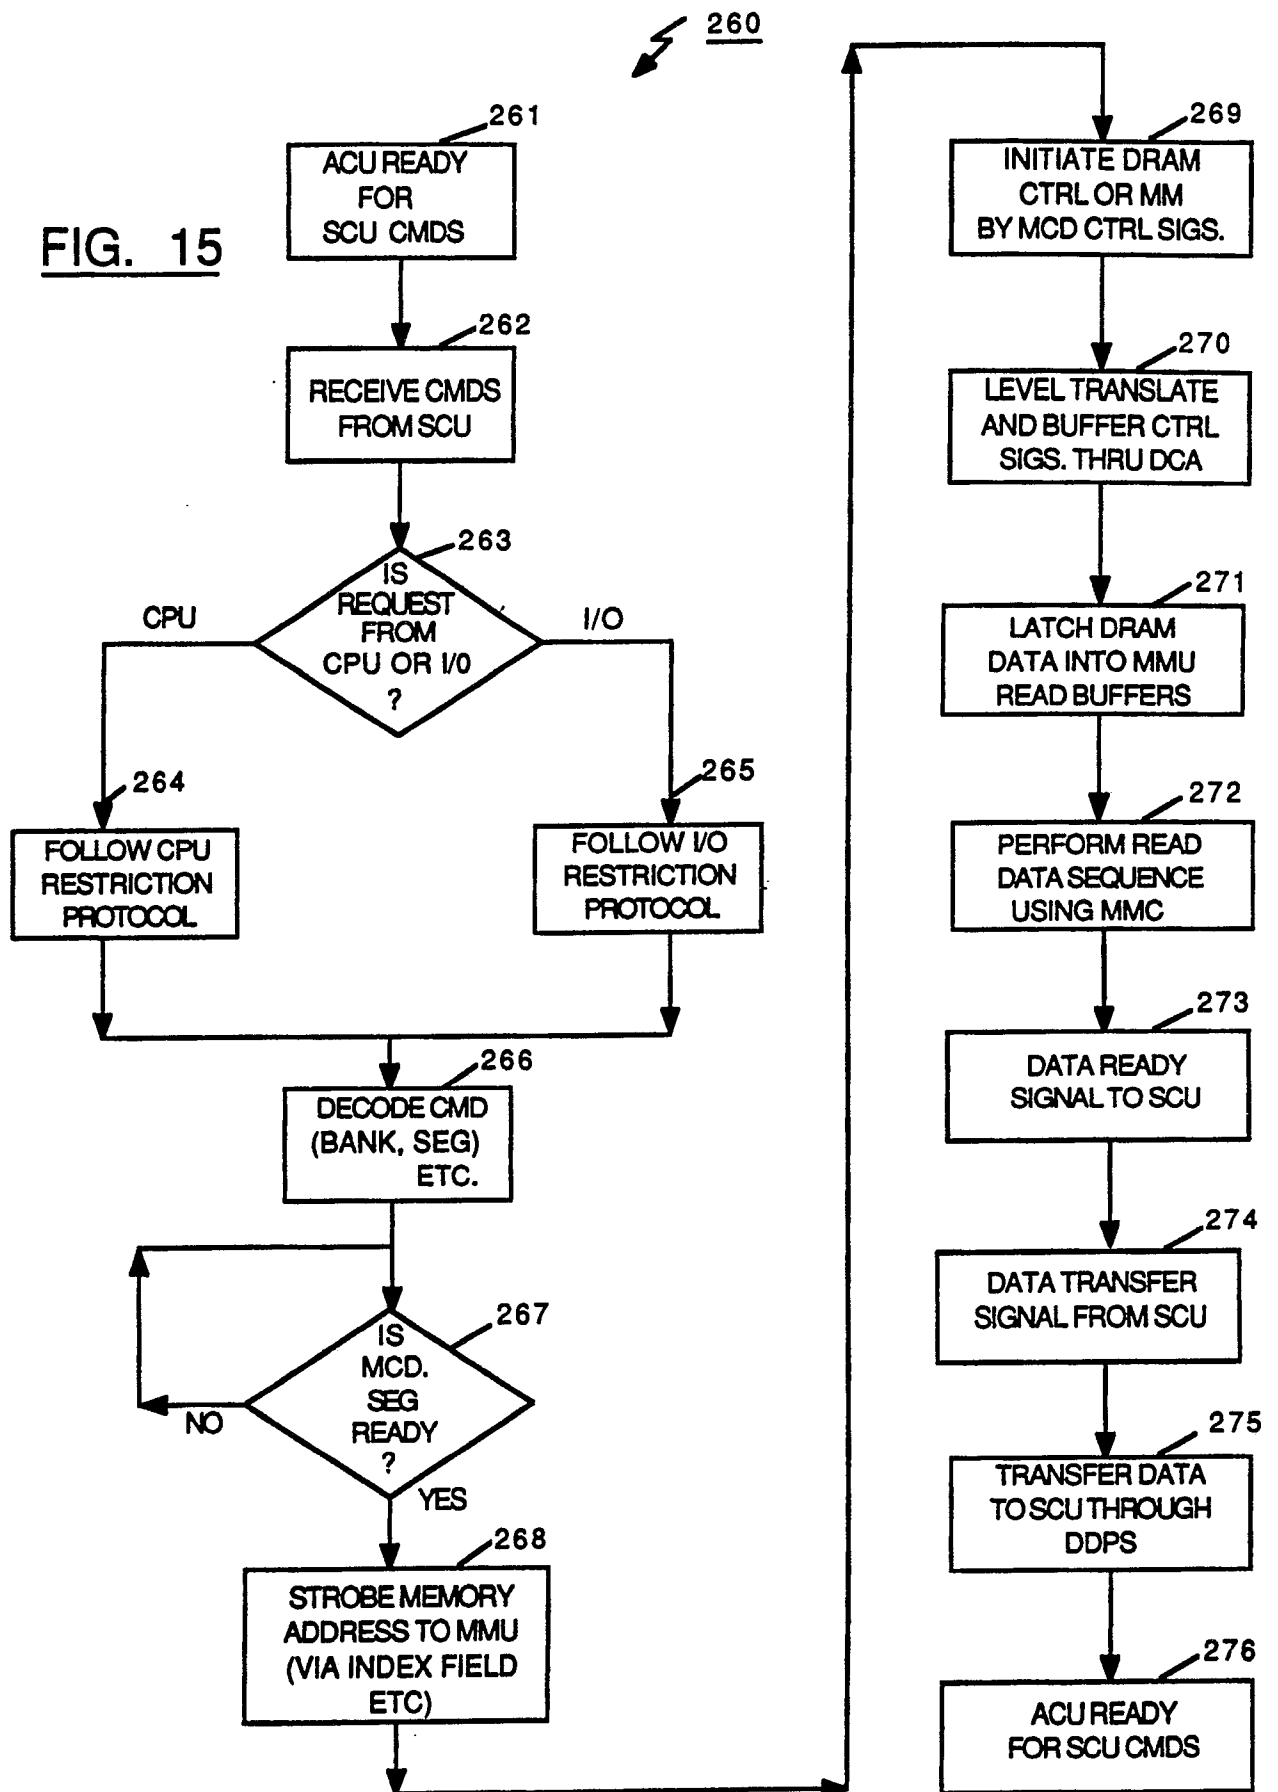 260
FIG. 15
261
ACU READY
FOR
SCU CMDS
262
RECEIVE CMDS
FROM SCU
263
IS
REQUEST
FROM
CPU OR I/0
?
CPU
I/O
264
FOLLOW CPU
RESTRICTION
PROTOCOL
265
FOLLOW I/O
RESTRICTION
PROTOCOL
266
DECODE CMD
(BANK, SEG)
ETC.
267
IS
MCD.
SEG
READY
?
NO
YES
268
STROBE MEMORY
ADDRESS TO MMU
(VIA INDEX FIELD
ETC)
269
INITIATE DRAM
CTRL OR MM
BY MCD CTRL SIGS.
270
LEVEL TRANSLATE
AND BUFFER CTRL
SIGS. THRU DCA
271
LATCH DRAM
DATA INTO MMU
READ BUFFERS
272
PERFORM READ
DATA SEQUENCE
USING MMC
273
DATA READY
SIGNAL TO SCU
274
DATA TRANSFER
SIGNAL FROM SCU
275
TRANSFER DATA
TO SCU THROUGH
DDPS
276
ACU READY
FOR SCU CMDS